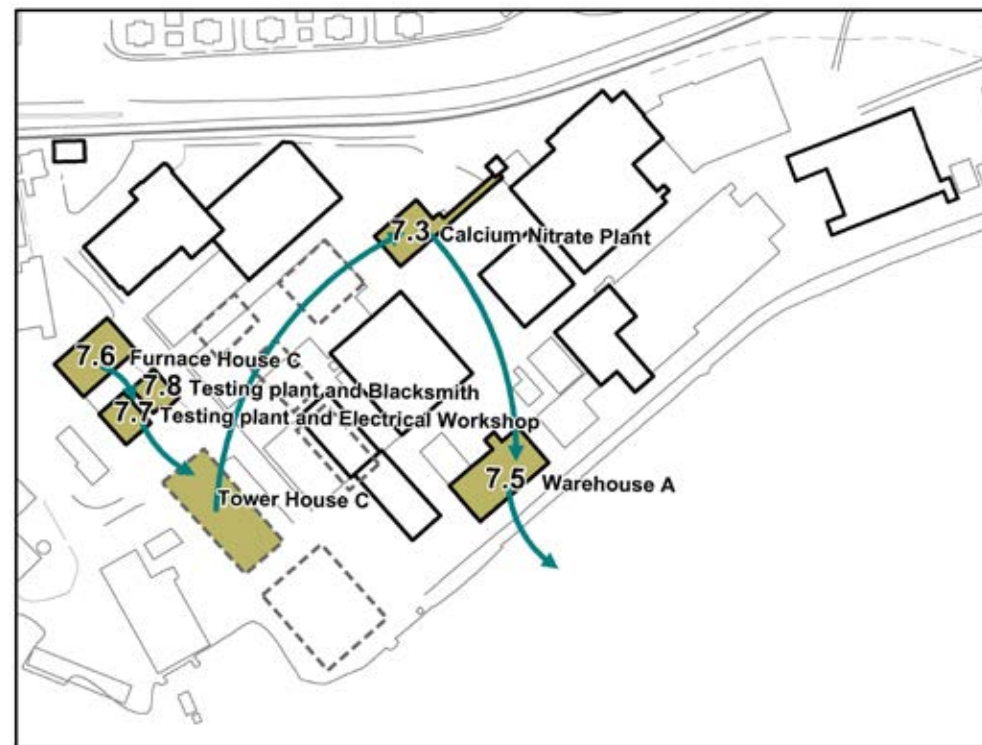 7.3 Calcium Nitrate Plant
7.6 Furnace House C
7.8 Testing plant and Blacksmith
7.7 Testing plant and Electrical Workshop
Tower House C
7.5 Warehouse A